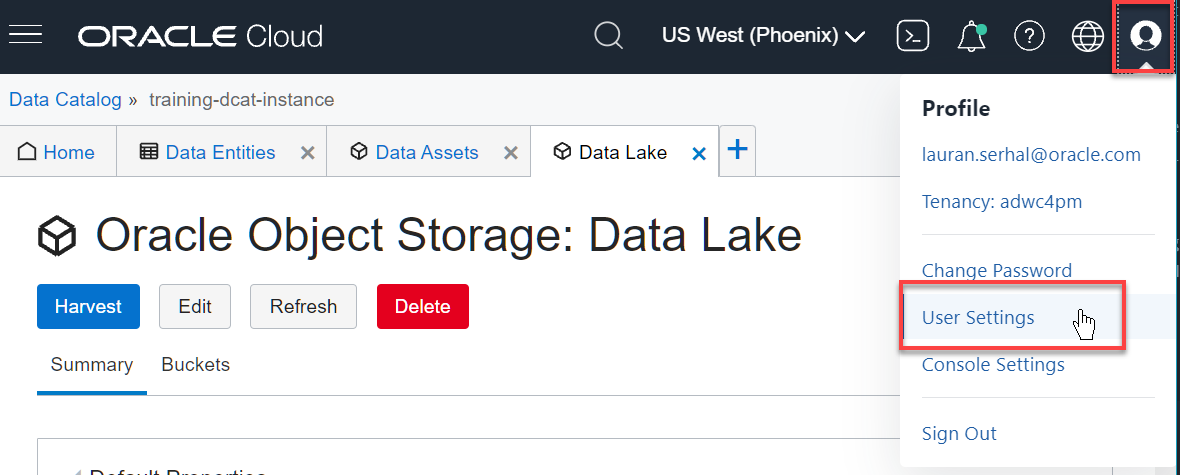 ORACLE Cloud
US West (Phoenix)
Data Catalog » training-dcat-instance
Home
Data Entities
Data Assets
Data Lake
Oracle Object Storage: Data Lake
Harvest
Edit
Refresh
Delete
Summary
Buckets
Default Properties
Profile
lauran.serhal@oracle.com
Tenancy: adwc4pm
Change Password
User Settings
Console Settings
Sign Out